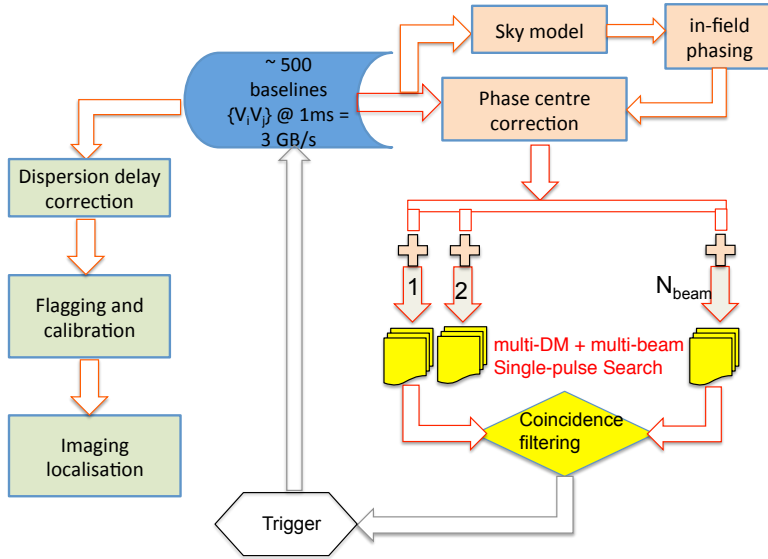 ~ 500
baselines
{ViVj} @ 1ms =
3 GB/s
Sky model
in-field
phasing
Phase centre
correction
Dispersion delay
correction
Flagging and
calibration
Imaging
localisation
1
2
Nbeam
multi-DM + multi-beam
Single-pulse Search
Coincidence
filtering
Trigger